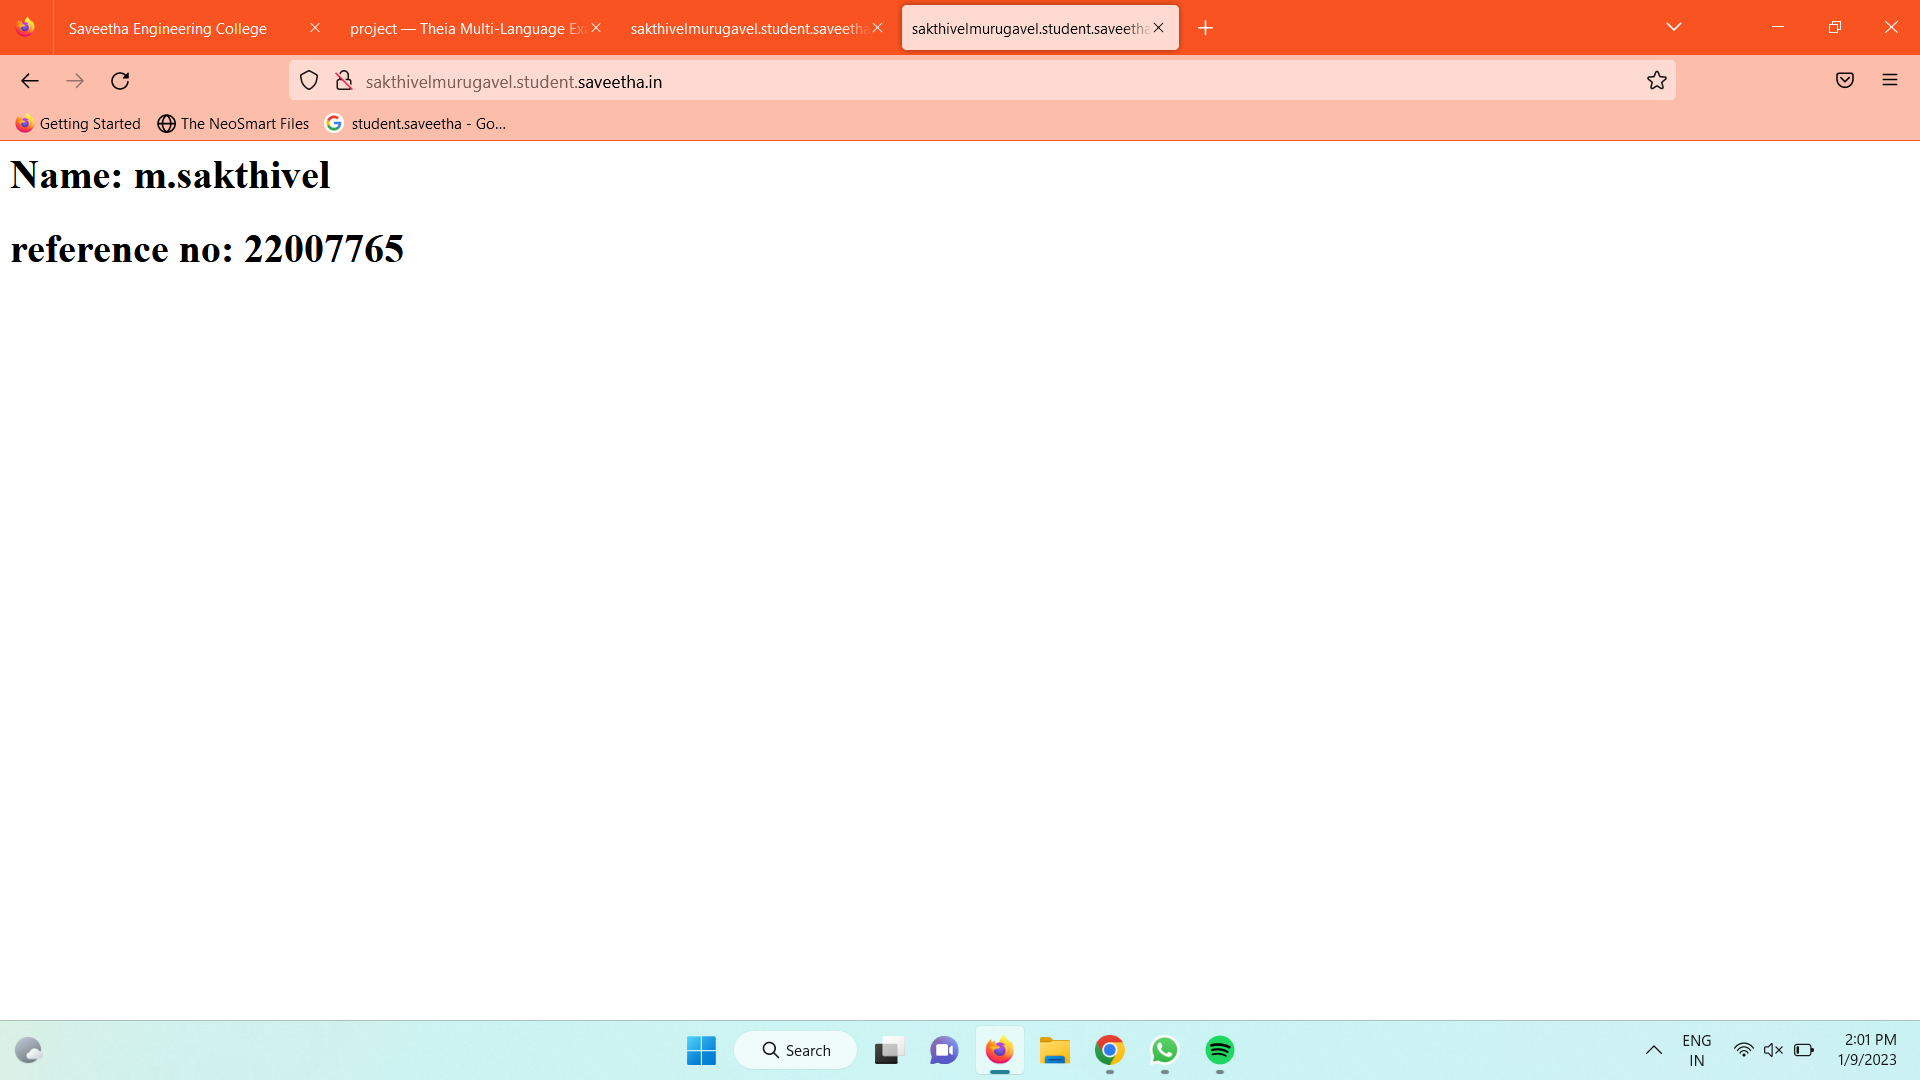 Saveetha Engineering College
project — Theia Multi-Language Ex
sakthivelmurugavel.student.saveetha
sakthivelmurugavel.student.saveetha
sakthivelmurugavel.student.saveetha.in
Getting Started
The NeoSmart Files
student.saveetha - Go...
Name: m.sakthivel
reference no: 22007765
Search
ENG
IN
2:01 PM
1/9/2023